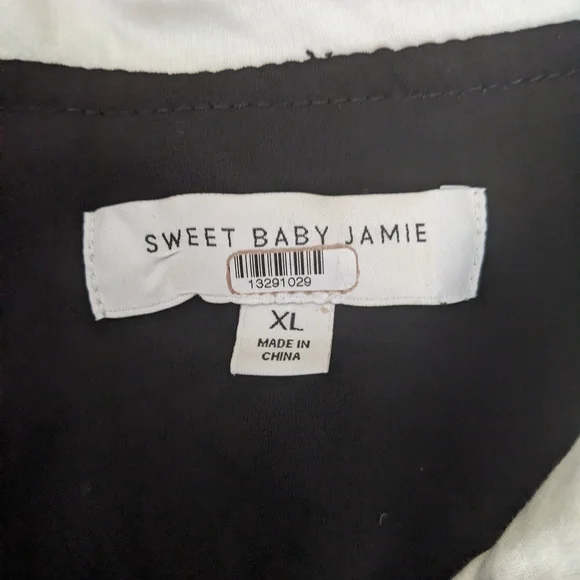 SWEET BABY JAMIE
13291029
XL
MADE IN
CHINA